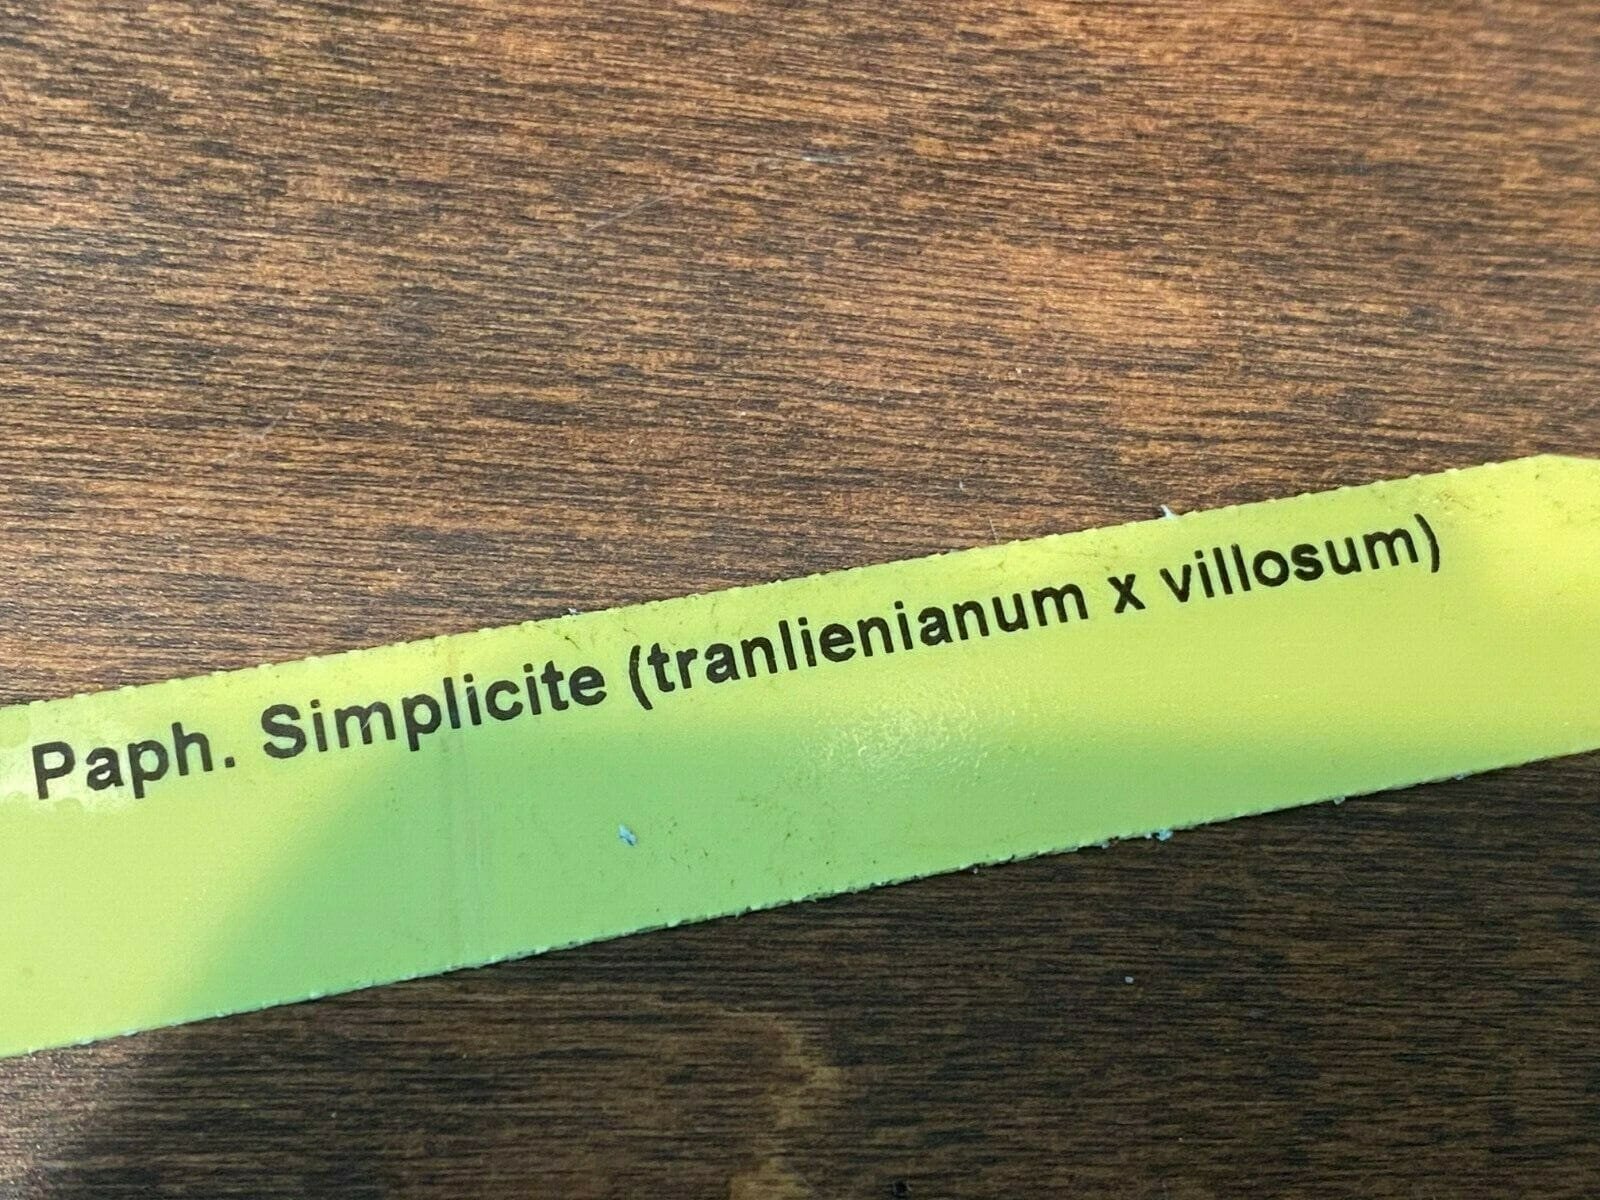 Paph. Simplicite (tranlienianum x villosum)